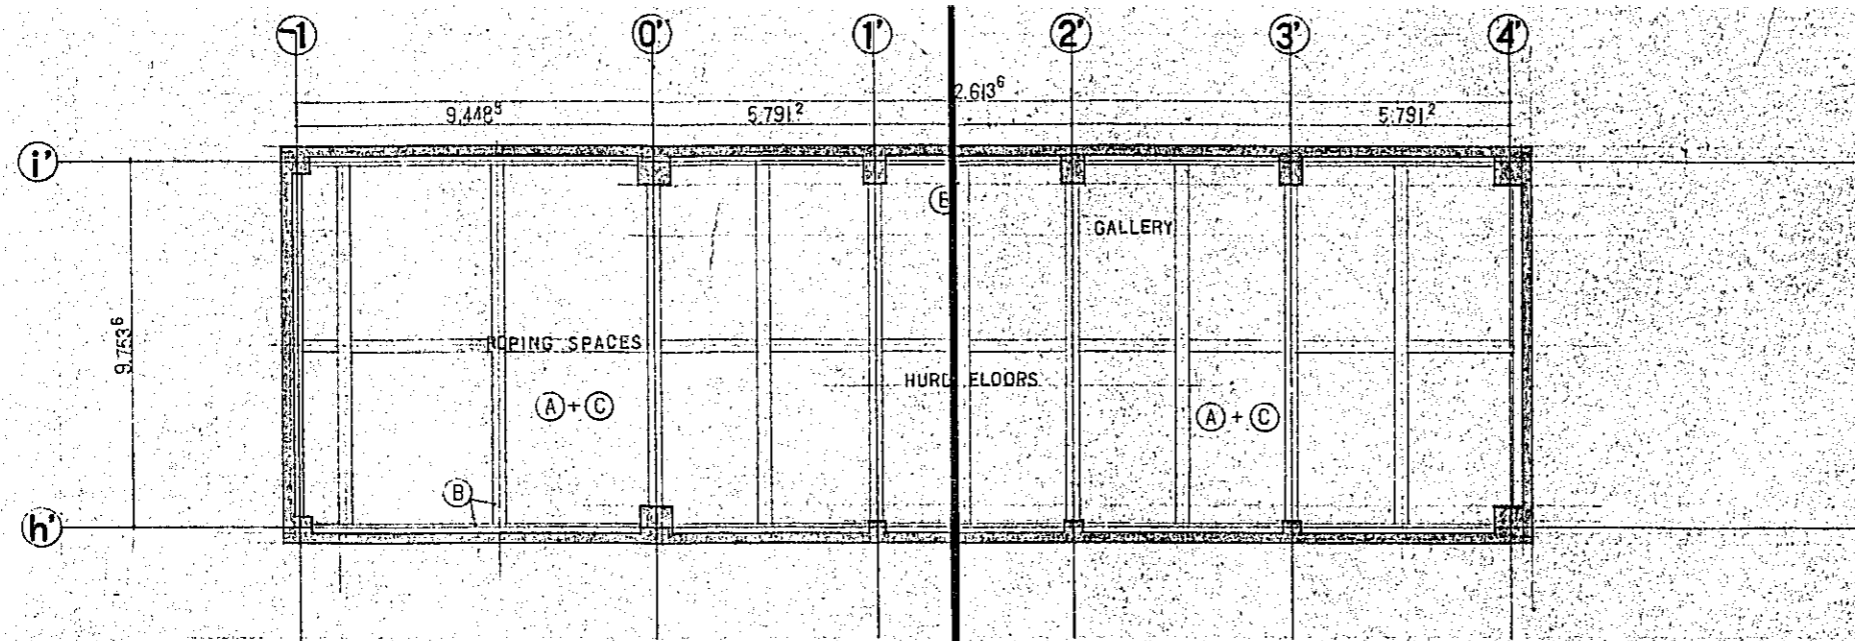 -1 0' 1' 2' 3' 4'
2.613⁶
9.448⁵ 5.791² 5.791²
i'
GALLERY
9.753⁶
ROPING SPACES
HURD FLOORS
A + C A + C
B
h'